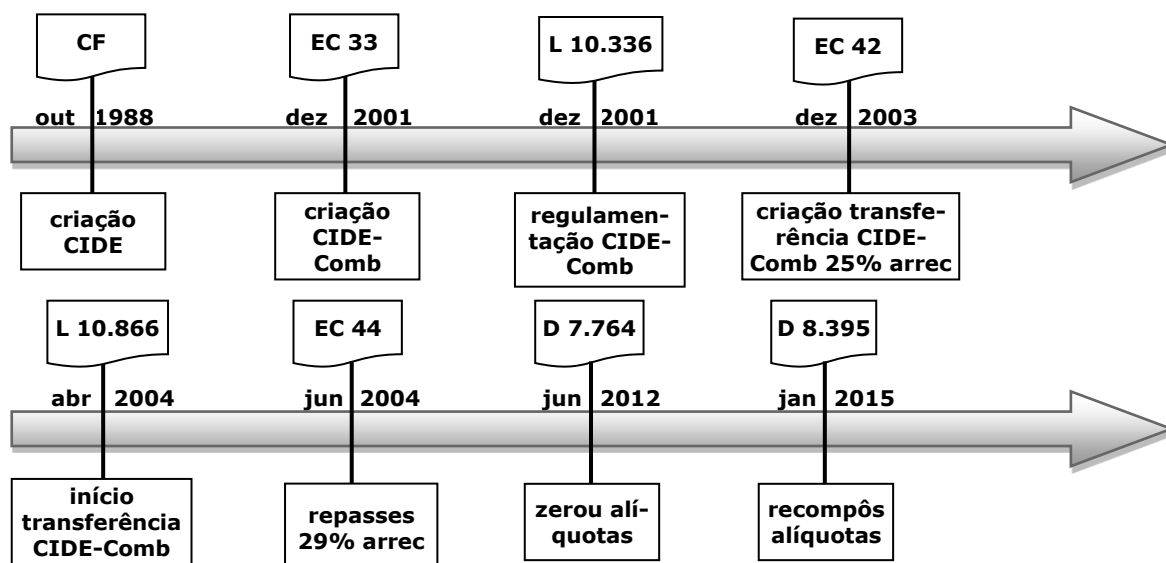 CF
EC 33
L 10.336
EC 42
out 1988
dez 2001
dez 2001
dez 2003
criação
CIDE
criação
CIDE-
Comb
regulamen-
tação CIDE-
Comb
criação transfe-
rência CIDE-
Comb 25% arrec
L 10.866
EC 44
D 7.764
D 8.395
abr 2004
jun 2004
jun 2012
jan 2015
início
transferência
CIDE-Comb
repasses
29% arrec
zerou alí-
quotas
recompôs
alíquotas